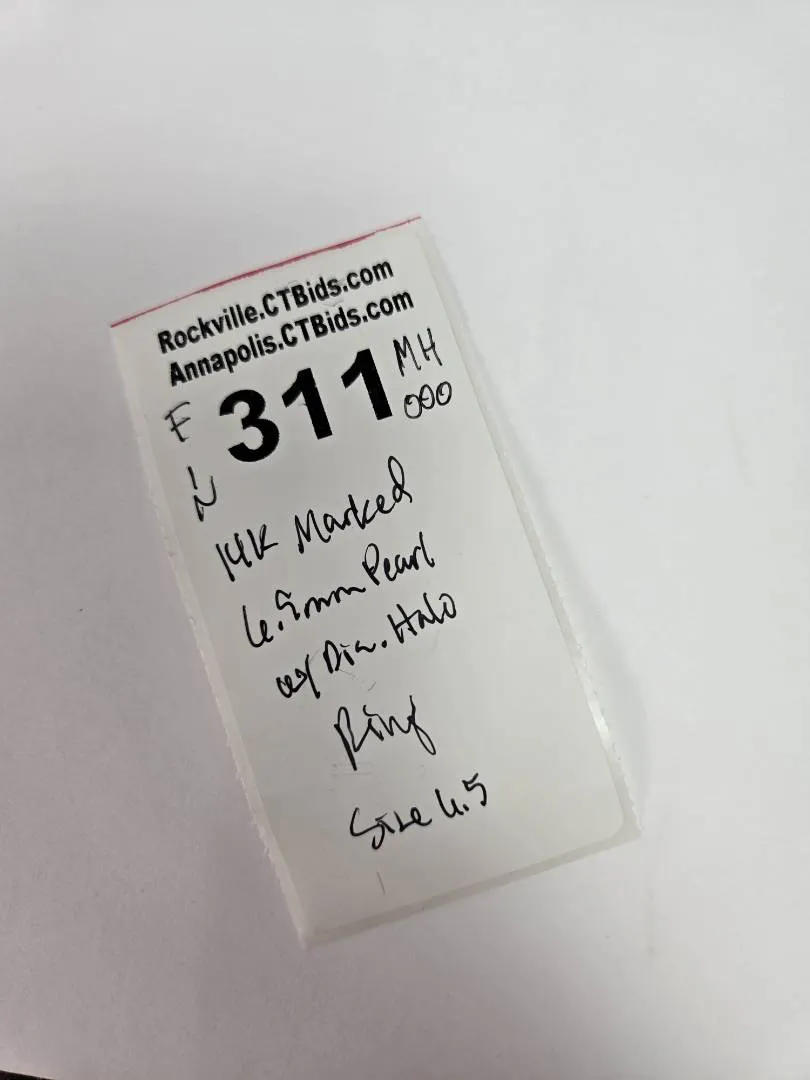 Rockville.CTBids.com
Annapolis.CTBids.com
F 311 MH
000
IN
14K Marked
6.5mm Pearl
w/ Dia. Halo
Ring
Size 6.5